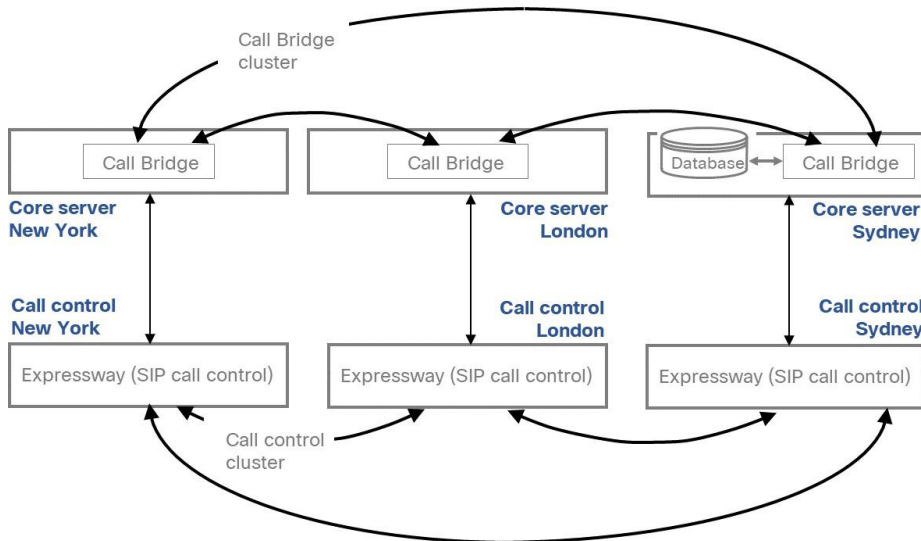 Call Bridge
cluster
Call Bridge
Call Bridge
Database
Call Bridge
Core server
New York
Core server
London
Core server
Sydney
Call control
New York
Call control
London
Call control
Sydney
Expressway (SIP call control)
Expressway (SIP call control)
Expressway (SIP call control)
Call control
cluster